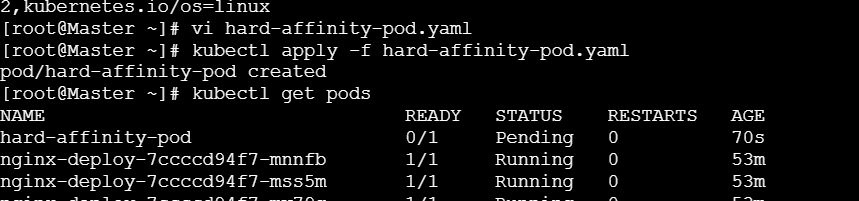 2,kubernetes.io/os=linux
[root@Master ~]# vi hard-affinity-pod.yaml
[root@Master ~]# kubectl apply -f hard-affinity-pod.yaml
pod/hard-affinity-pod created
[root@Master ~]# kubectl get pods
NAME READY STATUS RESTARTS AGE
hard-affinity-pod 0/1 Pending 0 70s
nginx-deploy-7ccccd94f7-mnnfb 1/1 Running 0 53m
nginx-deploy-7ccccd94f7-mss5m 1/1 Running 0 53m